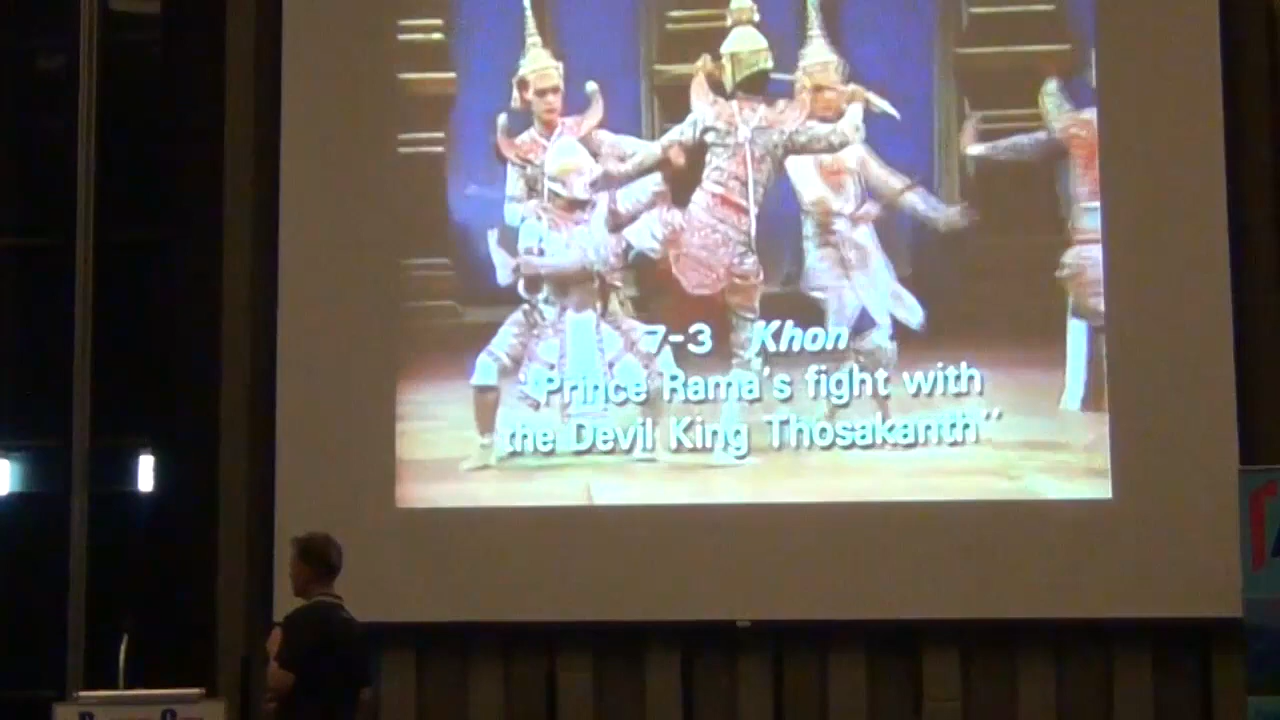 7-3 Khon
"Prince Rama's fight with
the Devil King Thosakanth"